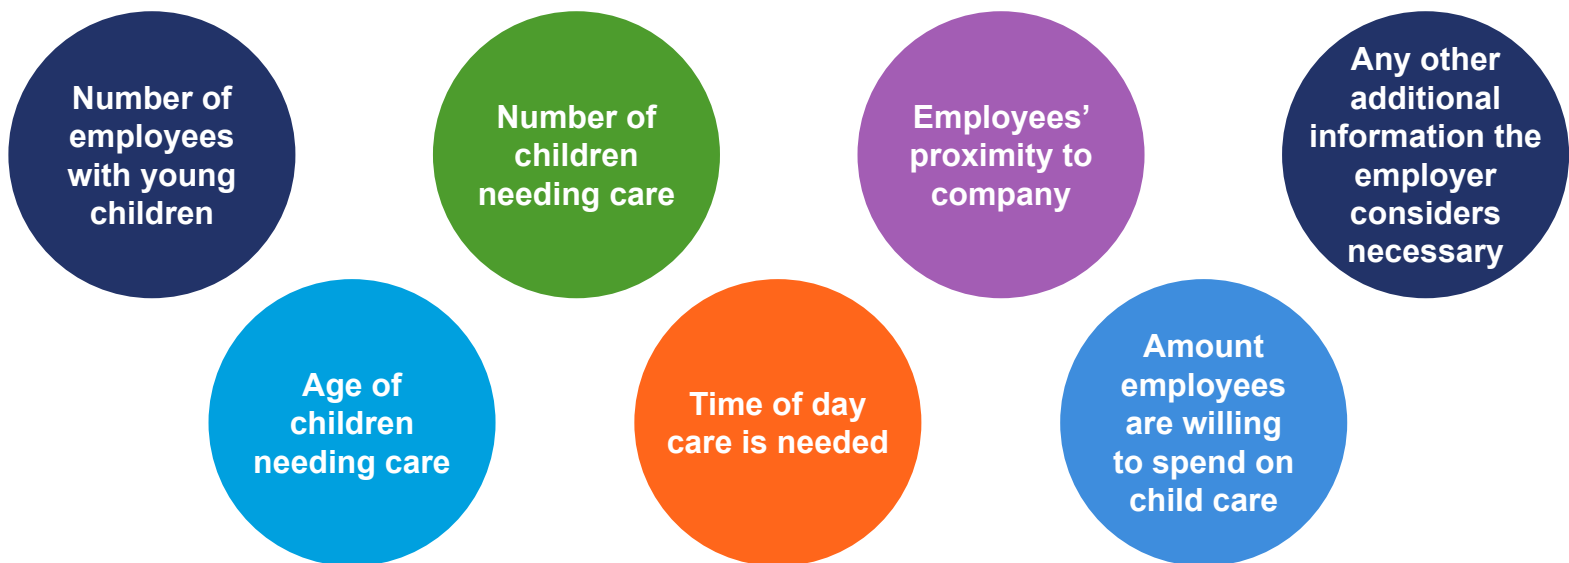 Number of
employees
with young
children
Number of
children
needing care
Employees’
proximity to
company
Any other
additional
information the
employer
considers
necessary
Age of
children
needing care
Time of day
care is needed
Amount
employees
are willing
to spend on
child care